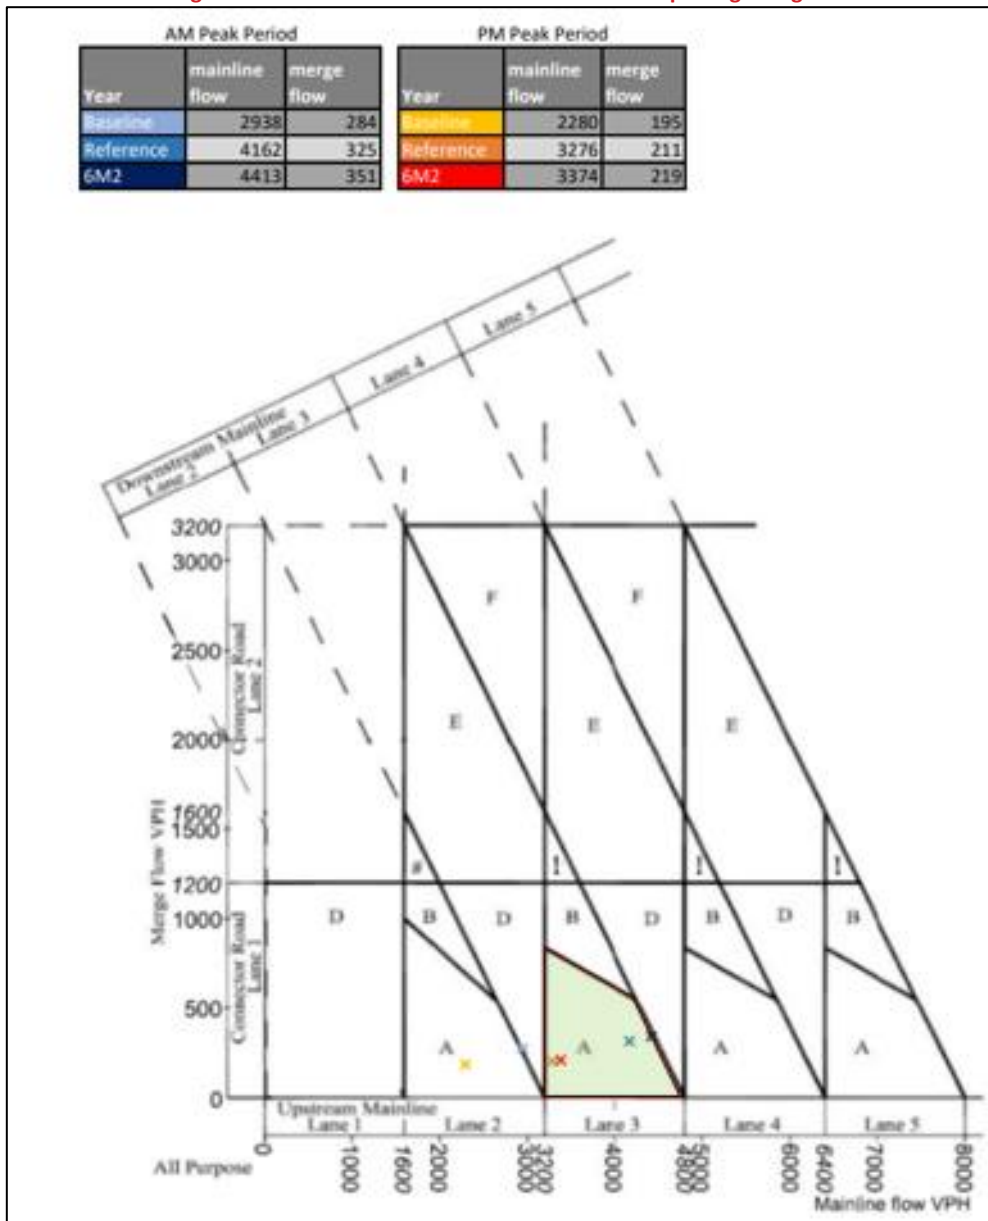 AM Peak Period
PM Peak Period
Year mainline flow merge flow
Baseline 2938 284
Reference 4162 325
6M2 4413 351
Year mainline flow merge flow
Baseline 2280 195
Reference 3276 211
6M2 3374 219
Downstream Mainline
Lane 2
Lane 3
Lane 4
Lane 5
Merge Flow VPH
Connector Road
Lane 1
Connector Road
Lane 2
3200
3000
2500
2000
1600
1500
1200
1000
500
0
F
F
E
E
E
#
!
!
!
D
B
D
B
D
B
D
B
A
A
A
A
Upstream Mainline
Lane 1
Lane 2
Lane 3
Lane 4
Lane 5
All Purpose
0
1000
1600
2000
3000
3200
4000
4800
5000
6000
6400
7000
8000
Mainline flow VPH